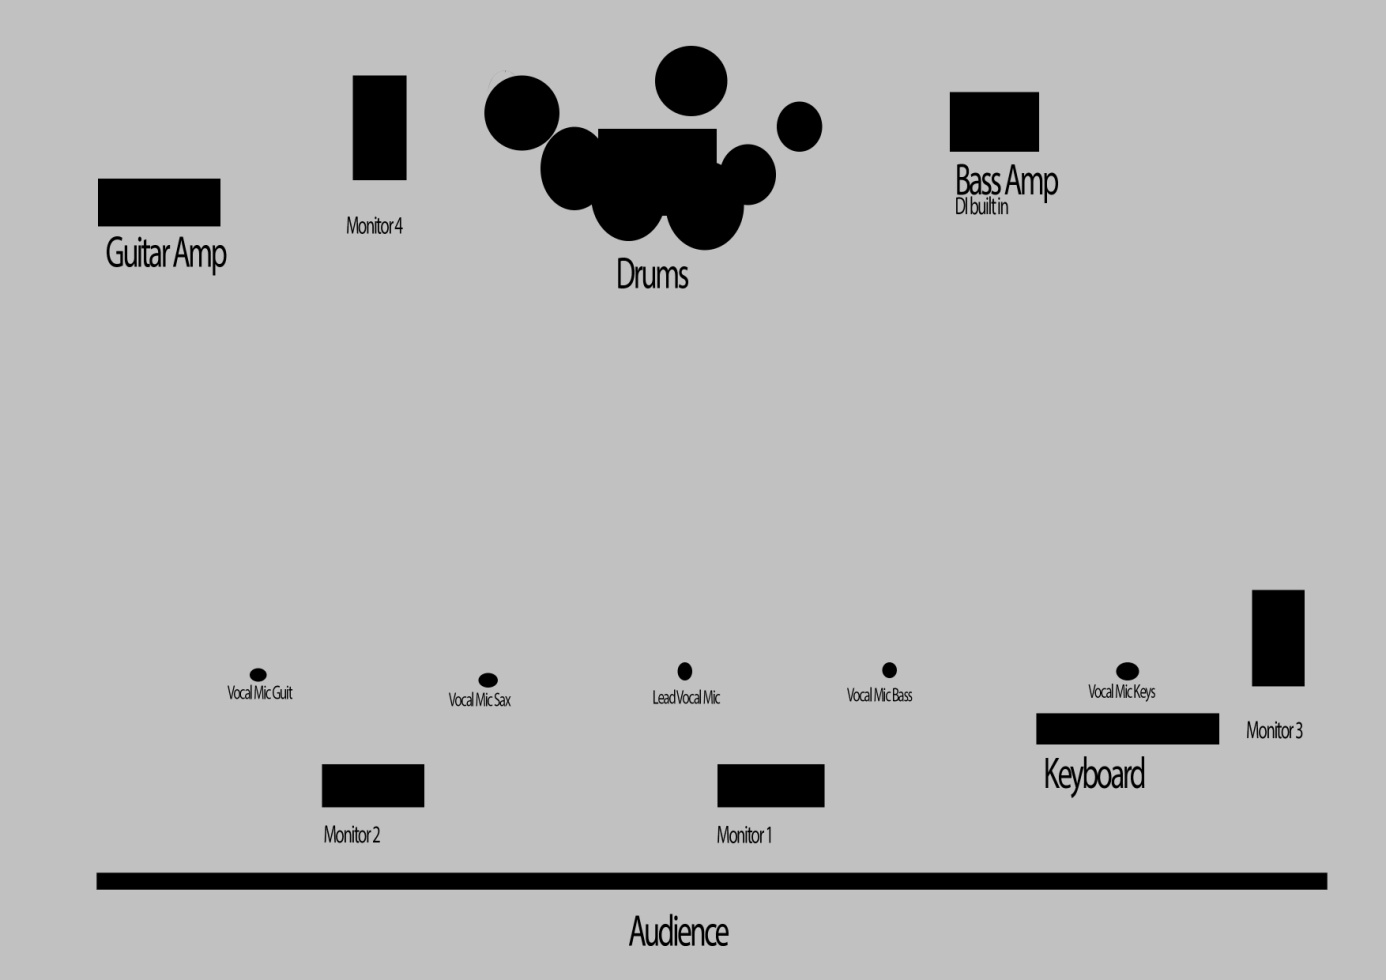 Bass Amp
DI built in
Monitor 4
Guitar Amp
Drums
Vocal Mic Guit
Vocal Mic Sax
Lead Vocal Mic
Vocal Mic Bass
Vocal Mic Keys
Monitor 3
Keyboard
Monitor 2
Monitor 1
Audience